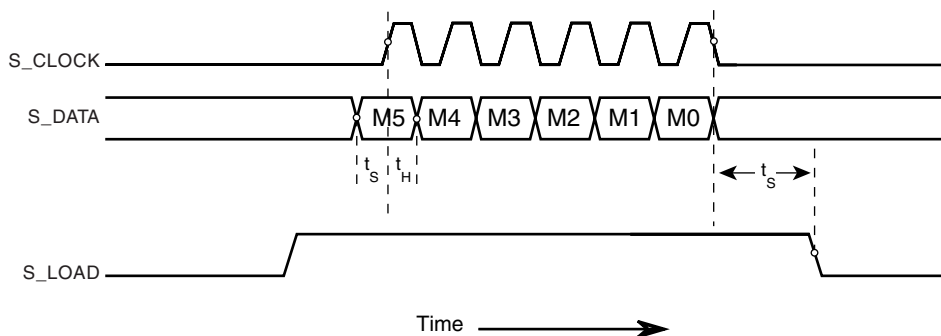 S_CLOCK
S_DATA
M5 M4 M3 M2 M1 M0
tS tH
tS
S_LOAD
Time